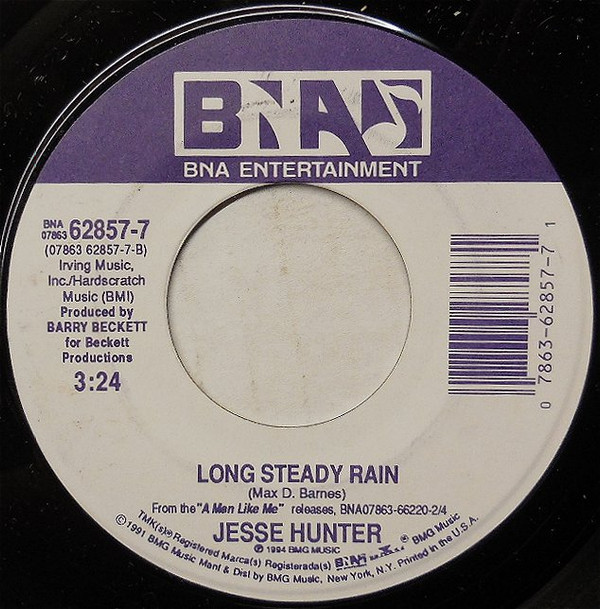 BNA
BNA ENTERTAINMENT
BNA
07863 62857-7
(07863 62857-7-B)
Irving Music,
Inc./Hardscratch
Music (BMI)
Produced by
BARRY BECKETT
for Beckett
Productions
3:24
0 7863-62857-7 1
LONG STEADY RAIN
(Max D. Barnes)
From the "A Man Like Me" releases, BNA07863-66220-2/4
JESSE HUNTER
℗ 1994 BMG MUSIC
TMK(s) ® Registered Marca(s) Registrada(s) BNA ® BMG Music
© 1991 BMG Music Manf & Dist by BMG Music, New York, N.Y. Printed in the U.S.A.